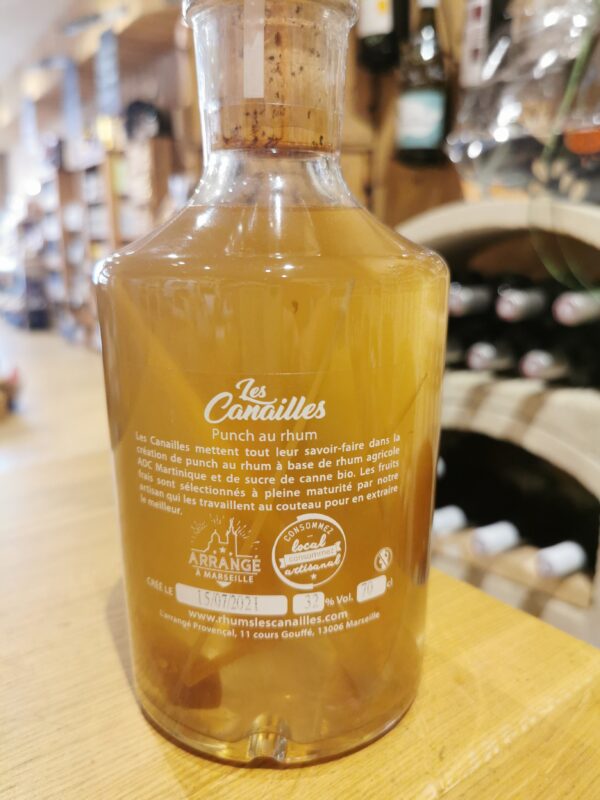 Les
Canailles
Punch au rhum
Les Canailles mettent tout leur savoir-faire dans la
création de punch au rhum à base de rhum agricole
AOC Martinique et de sucre de canne bio. Les fruits
frais sont sélectionnés à pleine maturité par notre
artisan qui les travaillent au couteau pour en extraire
le meilleur.
ARRANGÉ
À MARSEILLE
CONSOMMEZ
local
consommez
artisanal
CRÉÉ LE 15/07/2021 32 % Vol. 70 cl
www.rhumslescanailles.com
L'arrangé Provençal, 11 cours Gouffé, 13006 Marseille